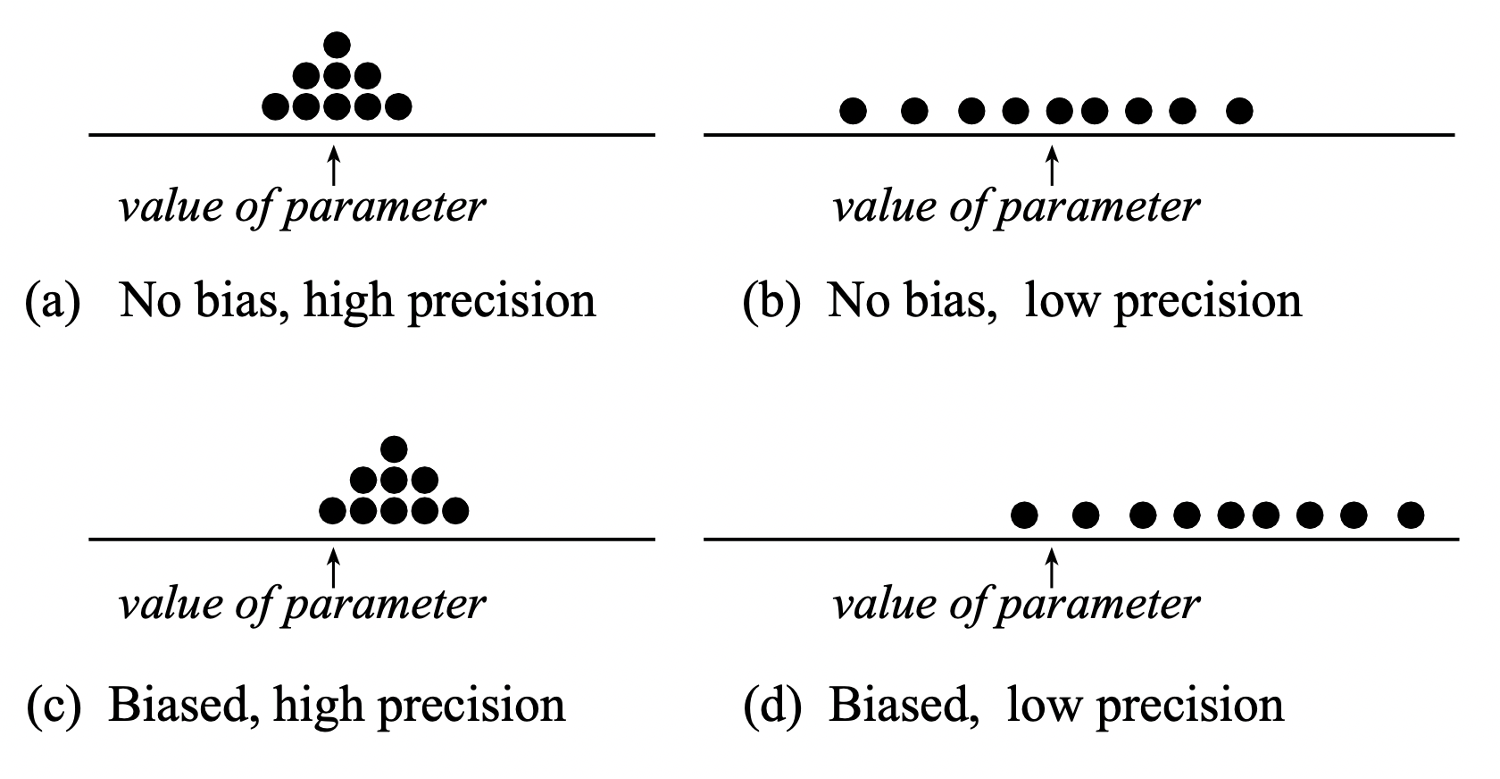 value of parameter
value of parameter
(a) No bias, high precision
(b) No bias, low precision
value of parameter
value of parameter
(c) Biased, high precision
(d) Biased, low precision